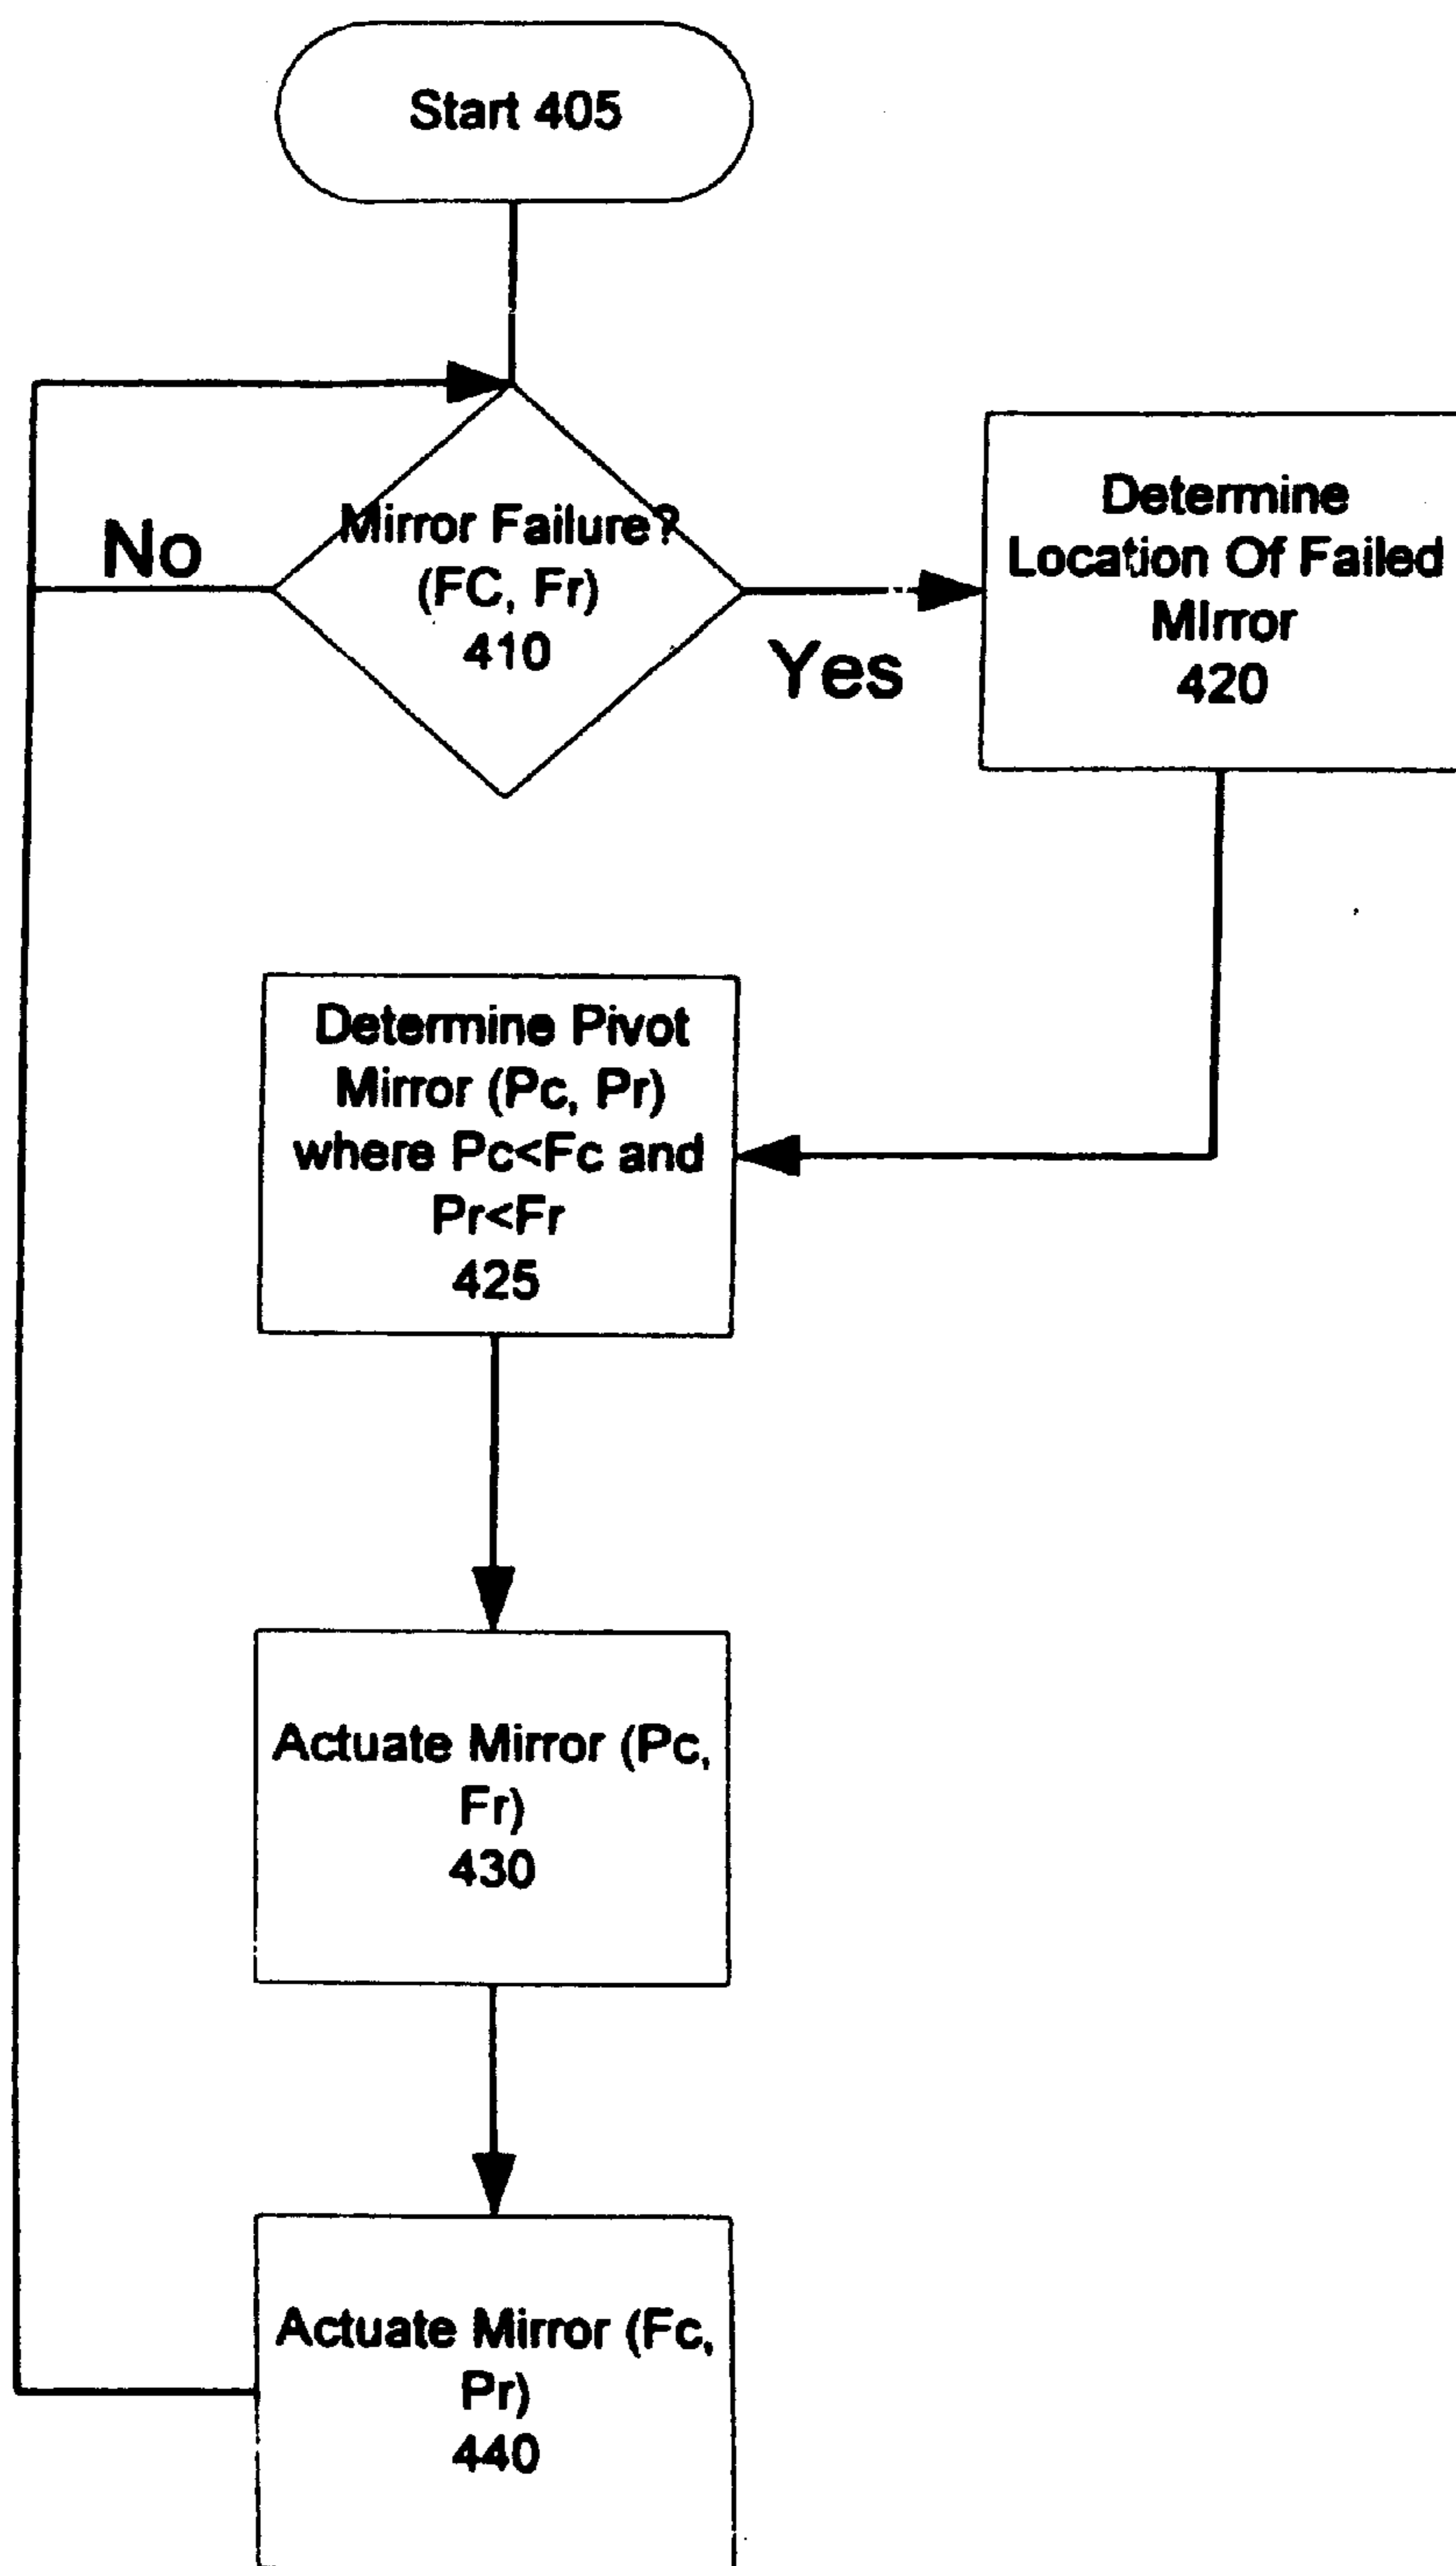 Start 405
Mirror Failure?
(FC, Fr)
410
No
Yes
Determine
Location Of Failed
MIrror
420
Determine Pivot
Mirror (Pc, Pr)
where Pc<Fc and
Pr<Fr
425
Actuate Mirror (Pc,
Fr)
430
Actuate Mirror (Fc,
Pr)
440